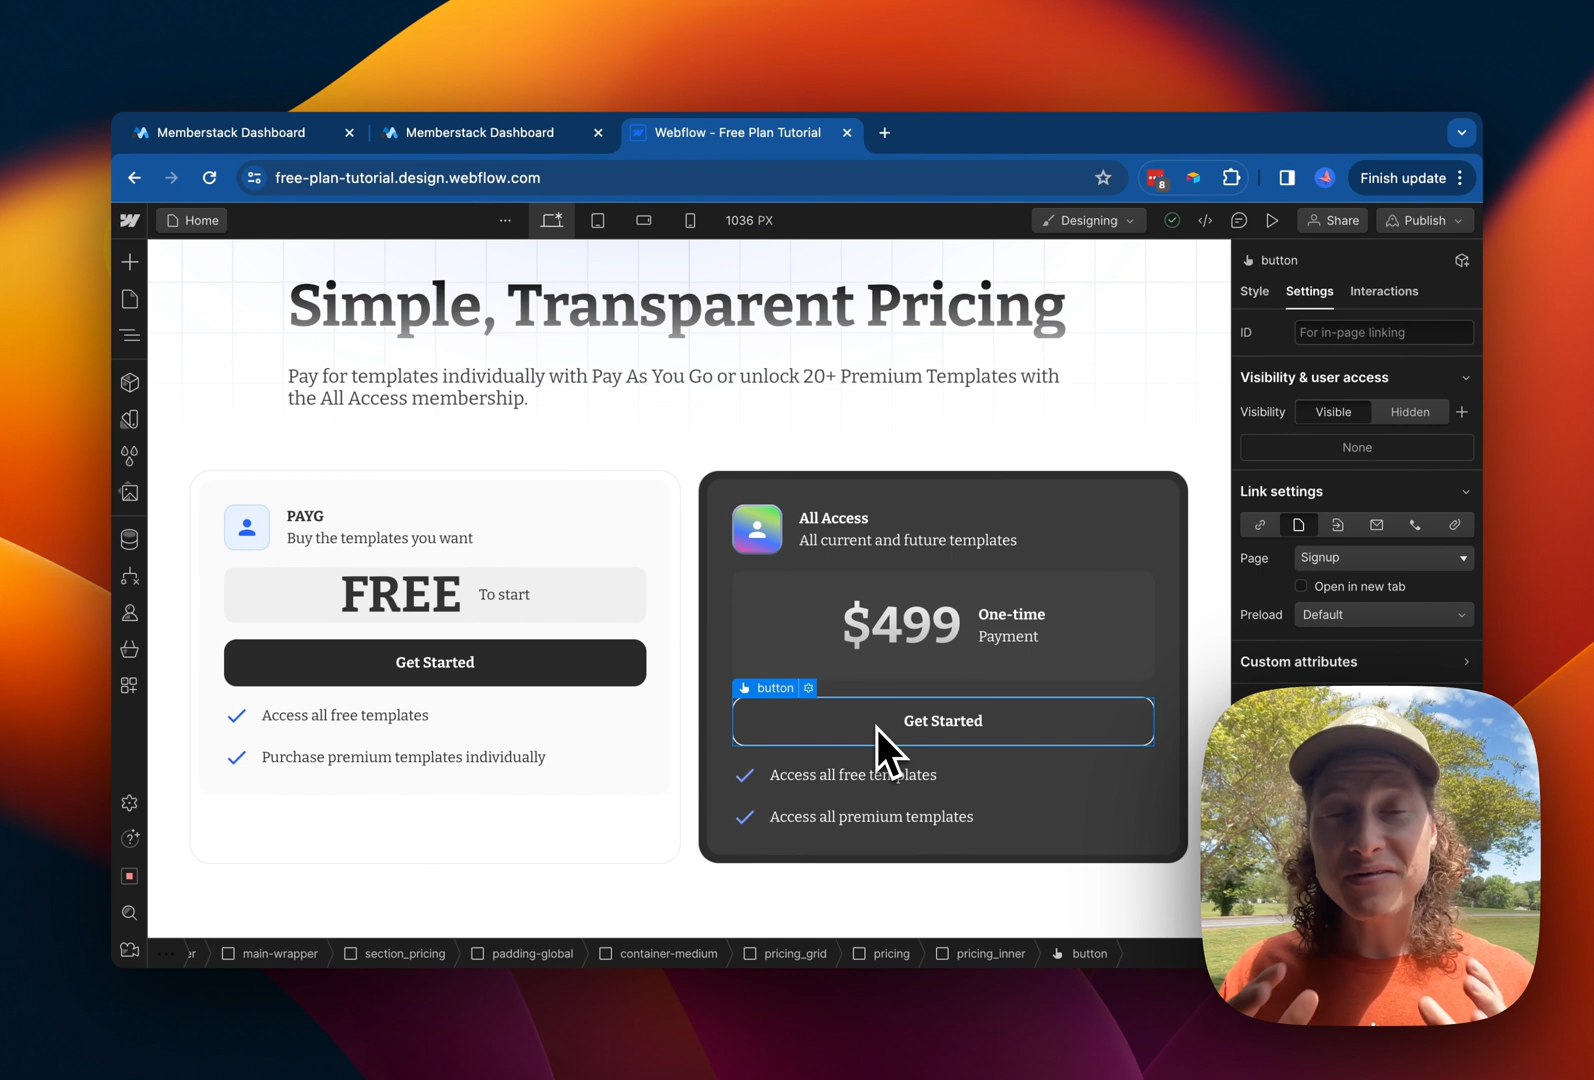 Memberstack Dashboard
Memberstack Dashboard
Webflow - Free Plan Tutorial
free-plan-tutorial.design.webflow.com
8
Finish update
Home
1036 PX
Designing
Share
Publish
Simple, Transparent Pricing
Pay for templates individually with Pay As You Go or unlock 20+ Premium Templates with
the All Access membership.
PAYG
Buy the templates you want
FREE To start
Get Started
Access all free templates
Purchase premium templates individually
All Access
All current and future templates
$499
One-time
Payment
button
Get Started
Access all free templates
Access all premium templates
button
Style Settings Interactions
ID For in-page linking
Visibility & user access
Visibility Visible Hidden
None
Link settings
Page Signup
Open in new tab
Preload Default
Custom attributes
er main-wrapper section_pricing padding-global container-medium pricing_grid pricing pricing_inner button